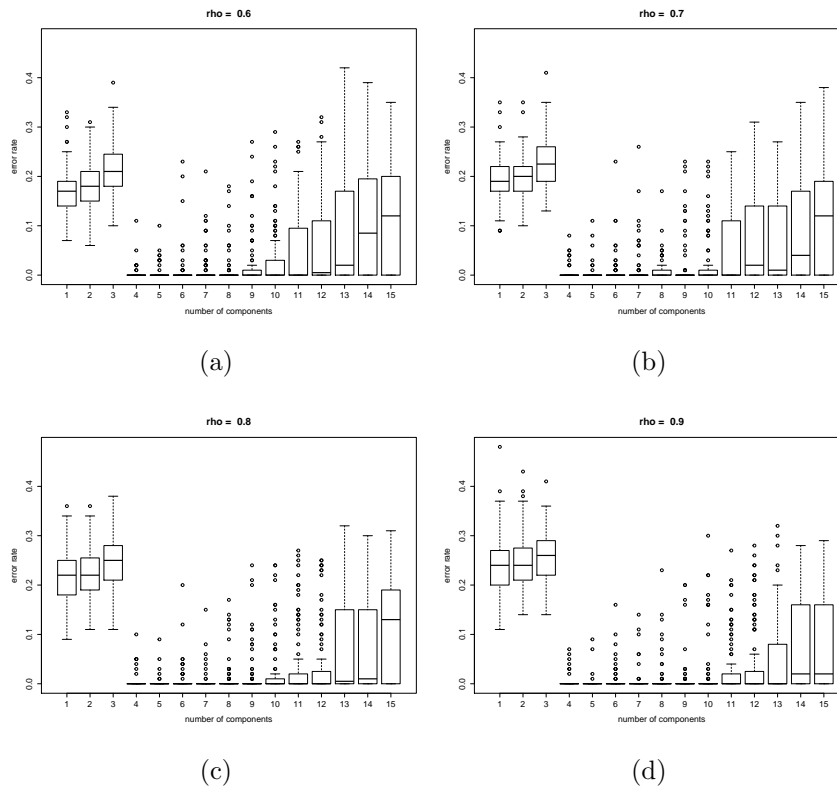 rho = 0.6
error rate
0.0 0.1 0.2 0.3 0.4
1 2 3 4 5 6 7 8 9 10 11 12 13 14 15
number of components
(a)
rho = 0.7
error rate
0.0 0.1 0.2 0.3 0.4
1 2 3 4 5 6 7 8 9 10 11 12 13 14 15
number of components
(b)
rho = 0.8
error rate
0.0 0.1 0.2 0.3 0.4
1 2 3 4 5 6 7 8 9 10 11 12 13 14 15
number of components
(c)
rho = 0.9
error rate
0.0 0.1 0.2 0.3 0.4
1 2 3 4 5 6 7 8 9 10 11 12 13 14 15
number of components
(d)